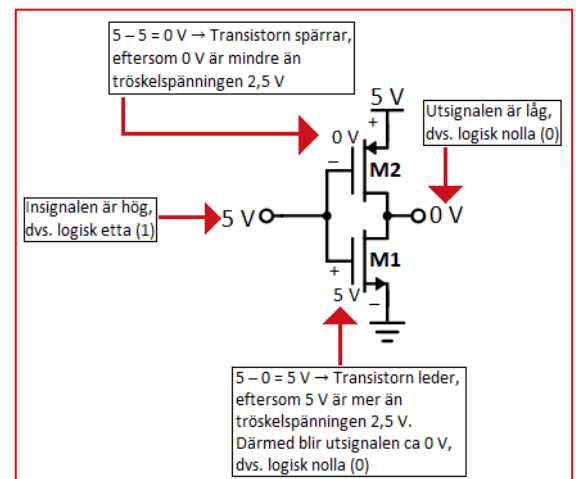 5 – 5 = 0 V → Transistorn spärrar,
eftersom 0 V är mindre än
tröskelspänningen 2,5 V
5 V
+
Utsignalen är låg,
dvs. logisk nolla (0)
0 V
–
M2
Insignalen är hög,
dvs. logisk etta (1)
5 V
0 V
M1
+
5 V
–
5 – 0 = 5 V → Transistorn leder,
eftersom 5 V är mer än
tröskelspänningen 2,5 V.
Därmed blir utsignalen ca 0 V,
dvs. logisk nolla (0)